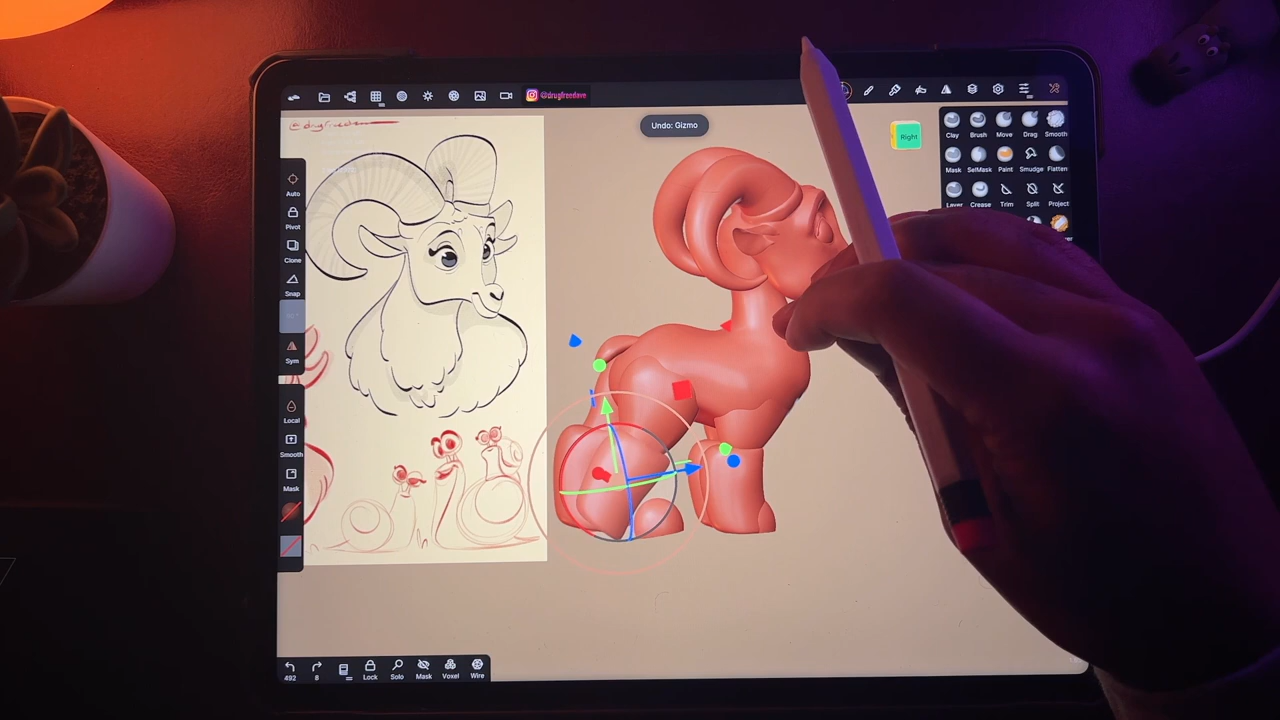 @drugfreedave
Undo: Gizmo
Right
Clay Brush Move Drag Smooth
Mask SelMask Paint Smudge Flatten
Layer Crease Trim Split Project
Auto
Pivot
Clone
Snap
Sym
Local
Smooth
Mask
492 8 Lock Solo Mask Voxel Wire